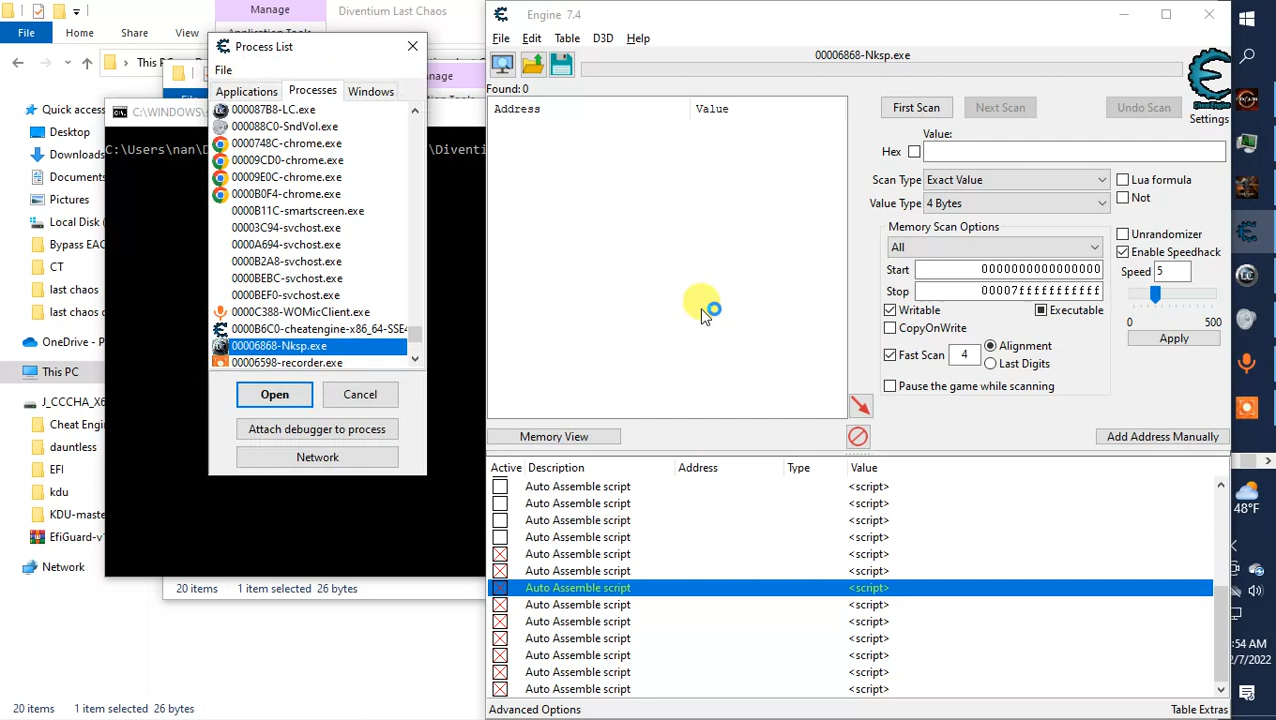 Manage
Diventium Last Chaos
File
Home
Share
View
Application Tools
This PC
Manage
Quick access
Desktop
Downloads
Documents
Pictures
Local Disk
Bypass EAC
CT
last chaos
last chaos
OneDrive - P
This PC
J_CCCHA_X6
Cheat Engin
dauntless
EFI
kdu
KDU-maste
EfiGuard-v1
Network
20 items
1 item selected 26 bytes
20 items
1 item selected 26 bytes
C:\WINDOWS\s
C:\Users\nan\D
\Diventi
Process List
File
Applications
Processes
Windows
000087B8-LC.exe
000088C0-SndVol.exe
0000748C-chrome.exe
00009CD0-chrome.exe
00009E0C-chrome.exe
0000B0F4-chrome.exe
0000B11C-smartscreen.exe
00003C94-svchost.exe
0000A694-svchost.exe
0000B2A8-svchost.exe
0000BEBC-svchost.exe
0000BEF0-svchost.exe
0000C388-WOMicClient.exe
0000B6C0-cheatengine-x86_64-SSE4
00006868-Nksp.exe
00006598-recorder.exe
Open
Cancel
Attach debugger to process
Network
Engine 7.4
File
Edit
Table
D3D
Help
00006868-Nksp.exe
Cheat Engine
Settings
Found: 0
Address
Value
First Scan
Next Scan
Undo Scan
Value:
Hex
Scan Type
Exact Value
Lua formula
Value Type
4 Bytes
Not
Memory Scan Options
All
Unrandomizer
Enable Speedhack
Start
0000000000000000
Speed
5
Stop
00007fffffffffff
Writable
Executable
CopyOnWrite
0
500
Fast Scan
4
Alignment
Last Digits
Apply
Pause the game while scanning
Memory View
Add Address Manually
Active
Description
Address
Type
Value
Auto Assemble script
<script>
Auto Assemble script
<script>
Auto Assemble script
<script>
Auto Assemble script
<script>
Auto Assemble script
<script>
Auto Assemble script
<script>
Auto Assemble script
<script>
Auto Assemble script
<script>
Auto Assemble script
<script>
Auto Assemble script
<script>
Auto Assemble script
<script>
Auto Assemble script
<script>
Auto Assemble script
<script>
Advanced Options
Table Extras
48°F
:54 AM
2/7/2022